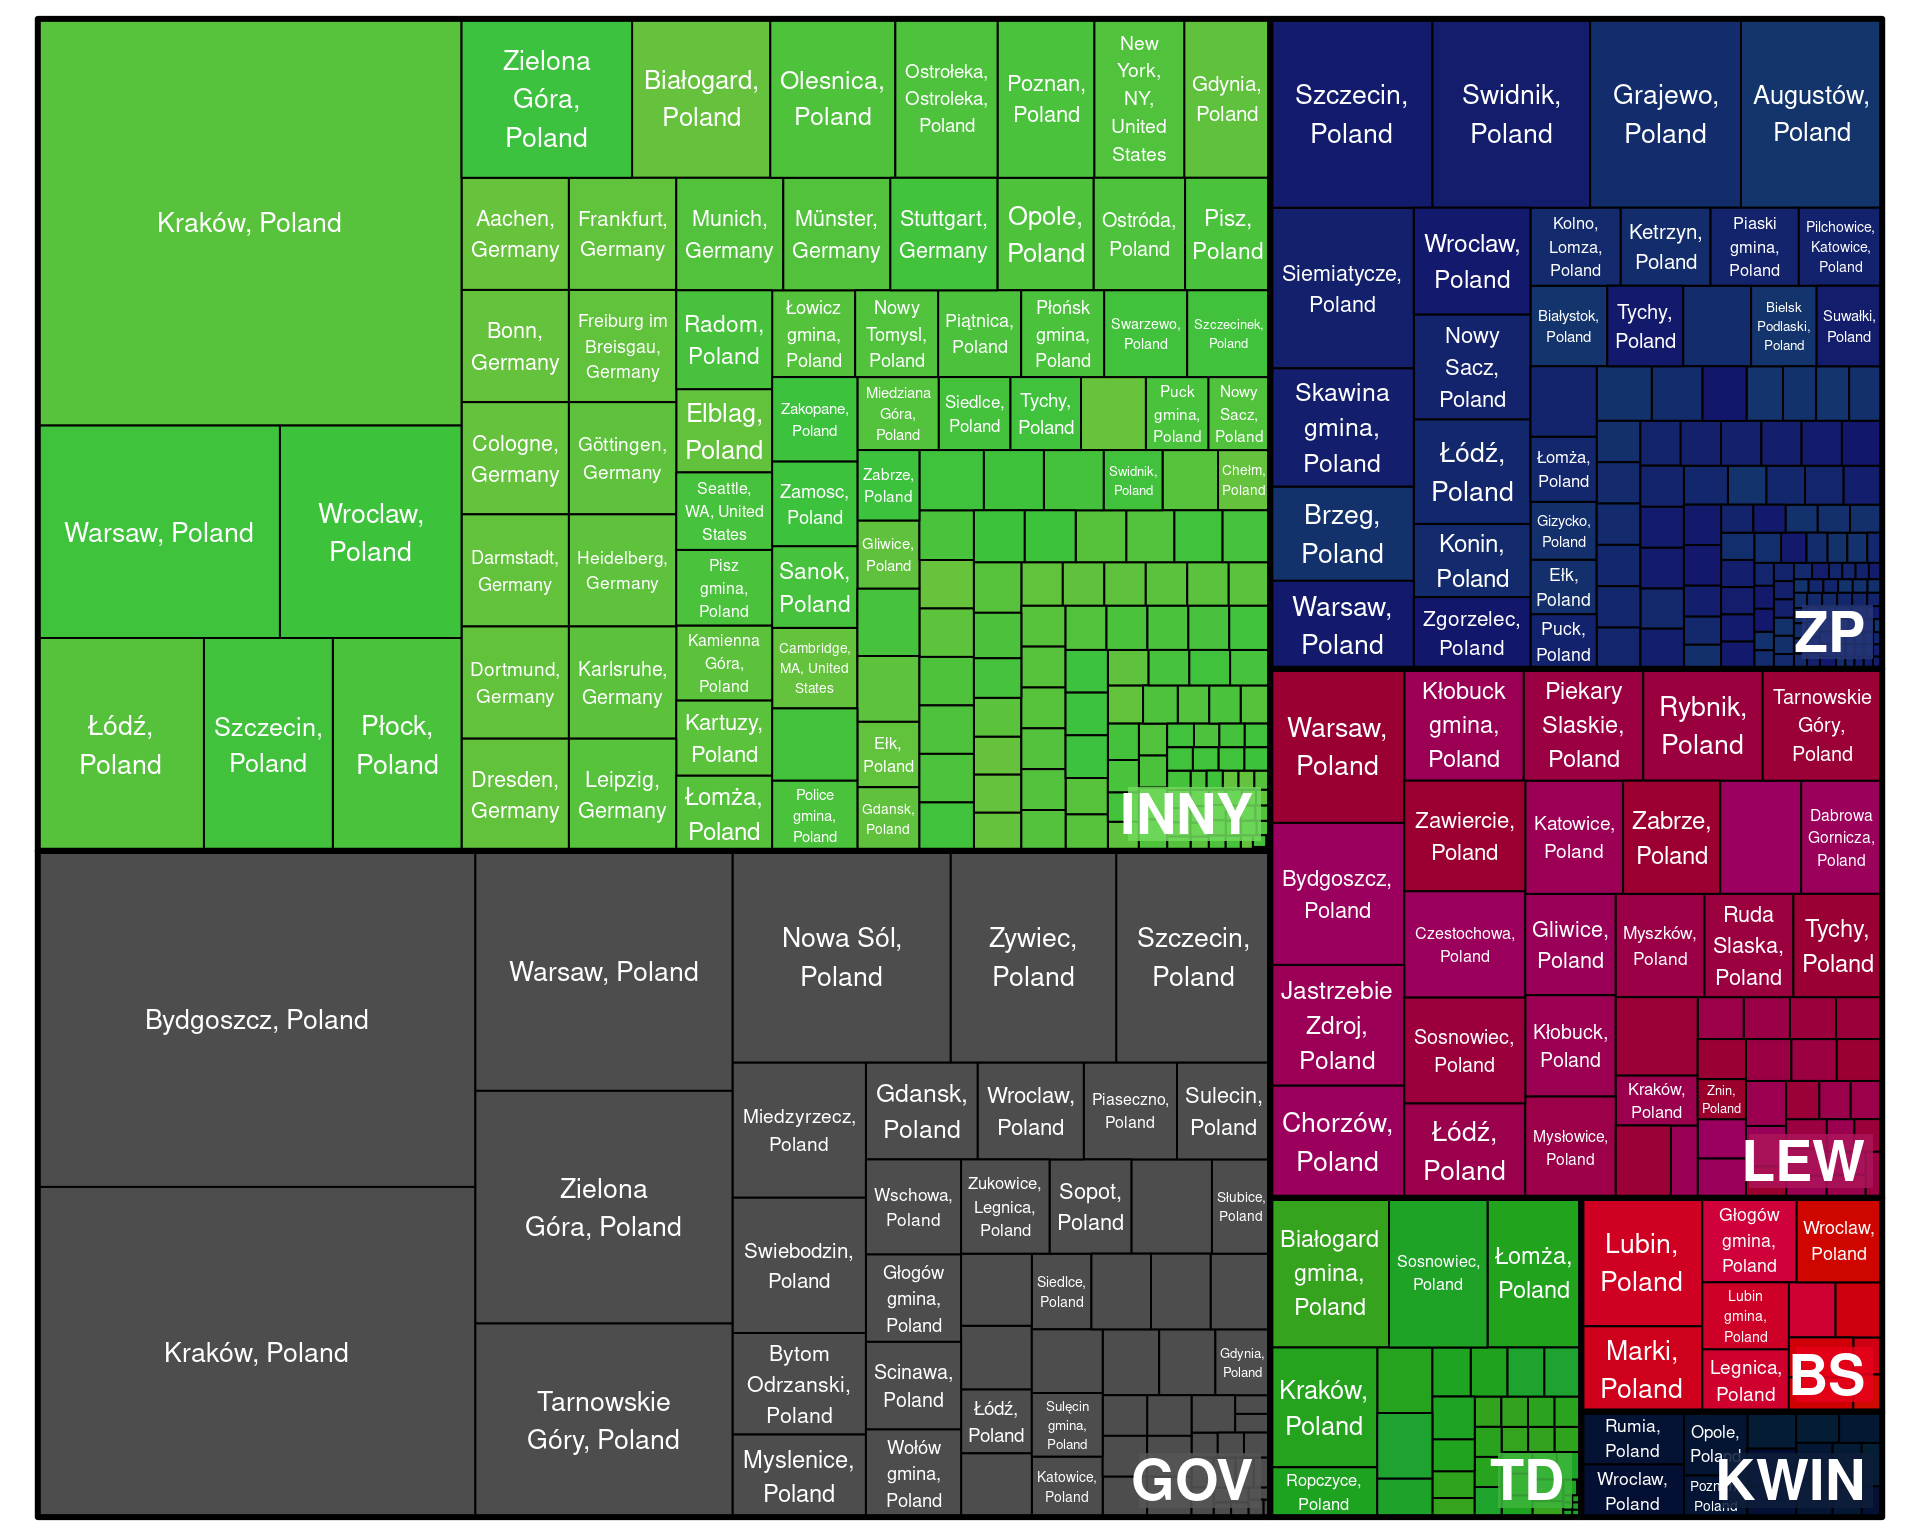 Kraków, Poland
Warsaw, Poland
Wroclaw,
Poland
Łódź,
Poland
Szczecin,
Poland
Płock,
Poland
Zielona
Góra,
Poland
Białogard,
Poland
Olesnica,
Poland
Ostrołeka,
Ostroleka,
Poland
Poznan,
Poland
New
York,
NY,
United
States
Gdynia,
Poland
Aachen,
Germany
Frankfurt,
Germany
Munich,
Germany
Münster,
Germany
Stuttgart,
Germany
Opole,
Poland
Ostróda,
Poland
Pisz,
Poland
Bonn,
Germany
Freiburg im
Breisgau,
Germany
Cologne,
Germany
Göttingen,
Germany
Darmstadt,
Germany
Heidelberg,
Germany
Dortmund,
Germany
Karlsruhe,
Germany
Dresden,
Germany
Leipzig,
Germany
Radom,
Poland
Elblag,
Poland
Seattle,
WA, United
States
Pisz
gmina,
Poland
Kamienna
Góra,
Poland
Kartuzy,
Poland
Łomża,
Poland
Łowicz
gmina,
Poland
Nowy
Tomysl,
Poland
Piątnica,
Poland
Płońsk
gmina,
Poland
Swarzewo,
Poland
Szczecinek,
Poland
Zakopane,
Poland
Zamosc,
Poland
Sanok,
Poland
Cambridge,
MA, United
States
Police
gmina,
Poland
Miedziana
Góra,
Poland
Siedlce,
Poland
Tychy,
Poland
Puck
gmina,
Poland
Nowy
Sacz,
Poland
Zabrze,
Poland
Swidnik,
Poland
Chełm,
Poland
Gliwice,
Poland
Ełk,
Poland
Gdansk,
Poland
INNY
Bydgoszcz, Poland
Kraków, Poland
Warsaw, Poland
Zielona
Góra, Poland
Tarnowskie
Góry, Poland
Nowa Sól,
Poland
Zywiec,
Poland
Szczecin,
Poland
Miedzyrzecz,
Poland
Swiebodzin,
Poland
Bytom
Odrzanski,
Poland
Myslenice,
Poland
Gdansk,
Poland
Wroclaw,
Poland
Piaseczno,
Poland
Sulecin,
Poland
Wschowa,
Poland
Głogów
gmina,
Poland
Scinawa,
Poland
Wołów
gmina,
Poland
Zukowice,
Legnica,
Poland
Sopot,
Poland
Słubice,
Poland
Siedlce,
Poland
Łódź,
Poland
Gdynia,
Poland
Sulęcin
gmina,
Poland
Katowice,
Poland
GOV
Szczecin,
Poland
Swidnik,
Poland
Grajewo,
Poland
Augustów,
Poland
Siemiatycze,
Poland
Skawina
gmina,
Poland
Brzeg,
Poland
Warsaw,
Poland
Wroclaw,
Poland
Nowy
Sacz,
Poland
Łódź,
Poland
Konin,
Poland
Zgorzelec,
Poland
Kolno,
Lomza,
Poland
Ketrzyn,
Poland
Piaski
gmina,
Poland
Pilchowice,
Katowice,
Poland
Białystok,
Poland
Tychy,
Poland
Bielsk
Podlaski,
Poland
Suwałki,
Poland
Łomża,
Poland
Gizycko,
Poland
Ełk,
Poland
Puck,
Poland
ZP
Warsaw,
Poland
Bydgoszcz,
Poland
Jastrzebie
Zdroj,
Poland
Chorzów,
Poland
Kłobuck
gmina,
Poland
Piekary
Slaskie,
Poland
Rybnik,
Poland
Tarnowskie
Góry,
Poland
Zawiercie,
Poland
Czestochowa,
Poland
Sosnowiec,
Poland
Łódź,
Poland
Katowice,
Poland
Zabrze,
Poland
Dabrowa
Gornicza,
Poland
Gliwice,
Poland
Myszków,
Poland
Ruda
Slaska,
Poland
Tychy,
Poland
Kłobuck,
Poland
Mysłowice,
Poland
Kraków,
Poland
Znin,
Poland
LEW
Białogard
gmina,
Poland
Sosnowiec,
Poland
Łomża,
Poland
Kraków,
Poland
Ropczyce,
Poland
TD
Lubin,
Poland
Marki,
Poland
Głogów
gmina,
Poland
Wroclaw,
Poland
Lubin
gmina,
Poland
Legnica,
Poland
BS
Rumia,
Poland
Wroclaw,
Poland
Opole,
Poland
Poznan,
Poland
KWIN